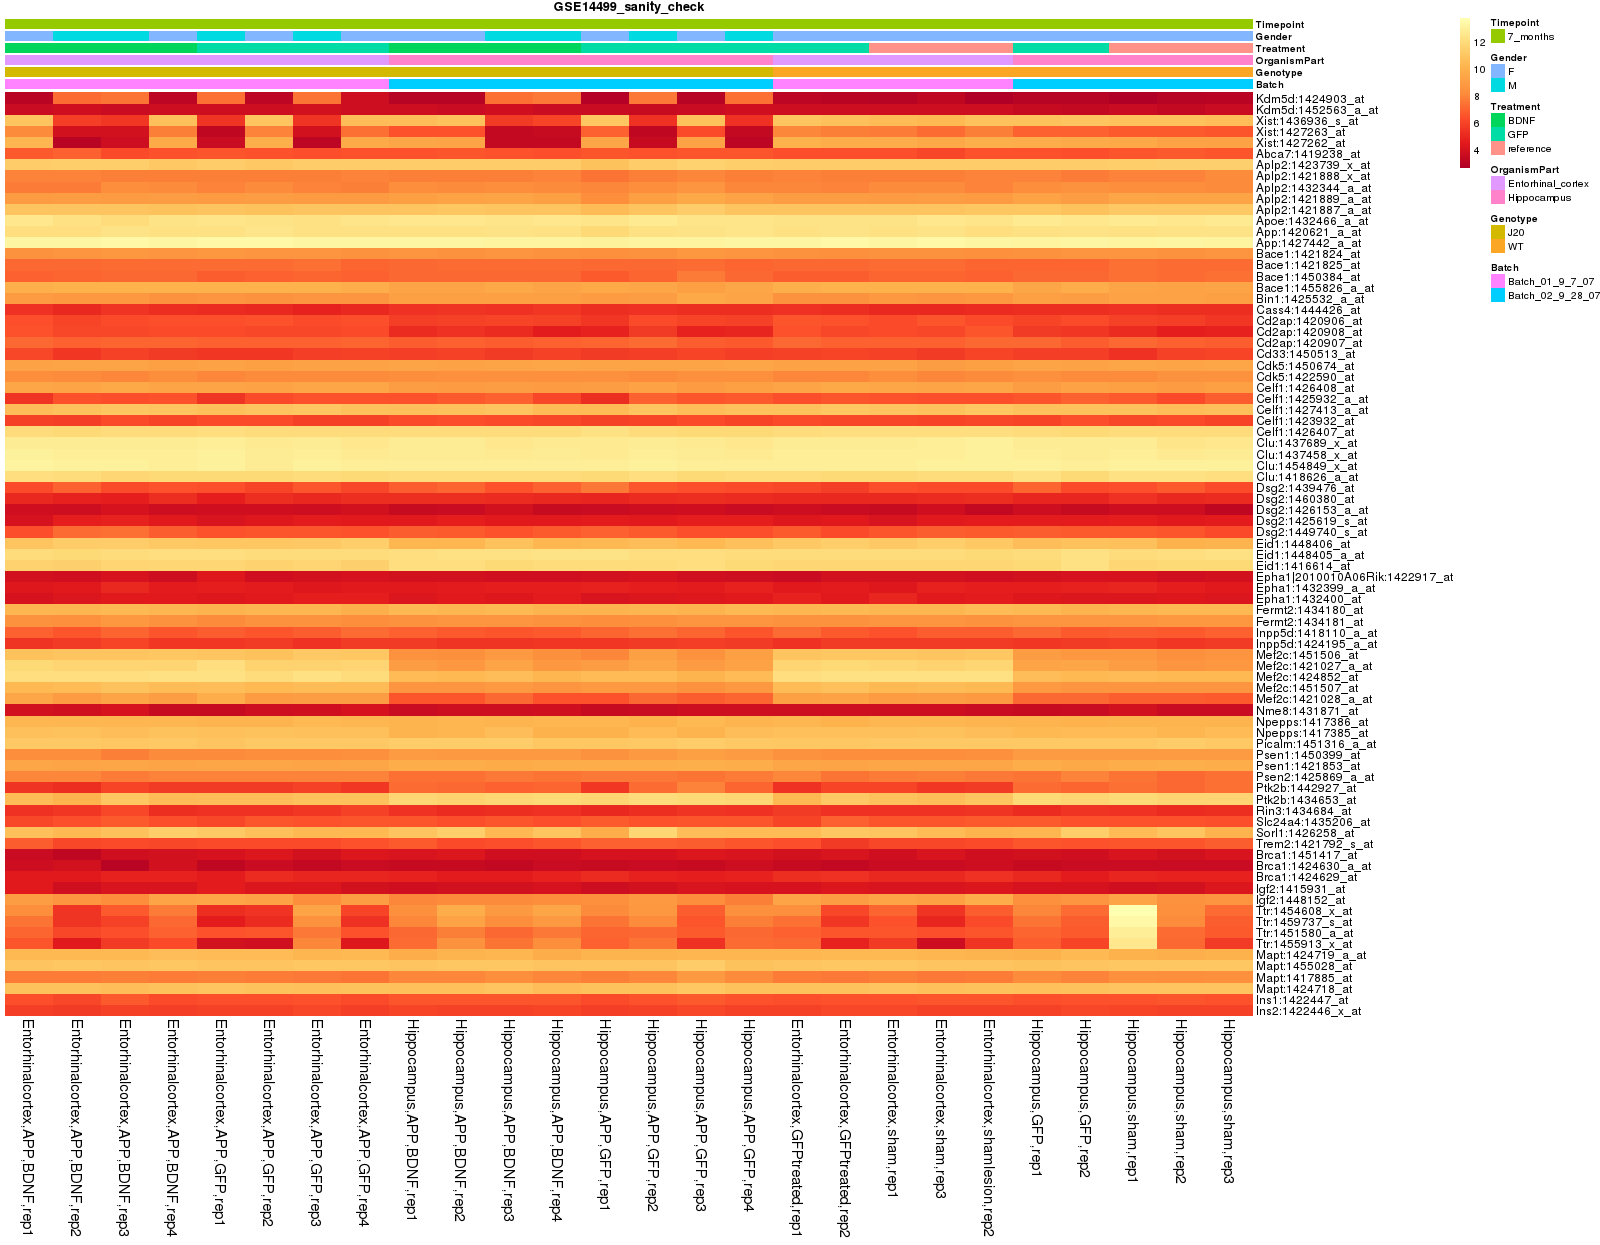 GSE14499_sanity_check
Timepoint
Gender
Treatment
OrganismPart
Genotype
Batch
Kdm5d:1424903_at
Kdm5d:1452563_a_at
Xist:1436936_s_at
Xist:1427263_at
Xist:1427262_at
Abca7:1419238_at
Aplp2:1423739_x_at
Aplp2:1421888_x_at
Aplp2:1432344_a_at
Aplp2:1421889_a_at
Aplp2:1421887_a_at
Apoe:1432466_a_at
App:1420621_a_at
App:1427442_a_at
Bace1:1421824_at
Bace1:1421825_at
Bace1:1450384_at
Bace1:1455826_a_at
Bin1:1425532_a_at
Cass4:1444426_at
Cd2ap:1420906_at
Cd2ap:1420908_at
Cd2ap:1420907_at
Cd33:1450513_at
Cdk5:1450674_at
Cdk5:1422590_at
Celf1:1426408_at
Celf1:1425932_a_at
Celf1:1427413_a_at
Celf1:1423932_at
Celf1:1426407_at
Clu:1437689_x_at
Clu:1437458_x_at
Clu:1454849_x_at
Clu:1418626_a_at
Dsg2:1439476_at
Dsg2:1460380_at
Dsg2:1426153_a_at
Dsg2:1425619_s_at
Dsg2:1449740_s_at
Eid1:1448406_at
Eid1:1448405_a_at
Eid1:1416614_at
Epha1|2010010A06Rik:1422917_at
Epha1:1432399_a_at
Epha1:1432400_at
Fermt2:1434180_at
Fermt2:1434181_at
Inpp5d:1418110_a_at
Inpp5d:1424195_a_at
Mef2c:1451506_at
Mef2c:1421027_a_at
Mef2c:1424852_at
Mef2c:1451507_at
Mef2c:1421028_a_at
Nme8:1431871_at
Npepps:1417386_at
Npepps:1417385_at
Picalm:1451316_a_at
Psen1:1450399_at
Psen1:1421853_at
Psen2:1425869_a_at
Ptk2b:1442927_at
Ptk2b:1434653_at
Rin3:1434684_at
Slc24a4:1435206_at
Sorl1:1426258_at
Trem2:1421792_s_at
Brca1:1451417_at
Brca1:1424630_a_at
Brca1:1424629_at
Igf2:1415931_at
Igf2:1448152_at
Ttr:1454608_x_at
Ttr:1459737_s_at
Ttr:1451580_a_at
Ttr:1455913_x_at
Mapt:1424719_a_at
Mapt:1455028_at
Mapt:1417885_at
Mapt:1424718_at
Ins1:1422447_at
Ins2:1422446_x_at
Entorhinalcortex,APP,BDNF,rep1
Entorhinalcortex,APP,BDNF,rep2
Entorhinalcortex,APP,BDNF,rep3
Entorhinalcortex,APP,BDNF,rep4
Entorhinalcortex,APP,GFP,rep1
Entorhinalcortex,APP,GFP,rep2
Entorhinalcortex,APP,GFP,rep3
Entorhinalcortex,APP,GFP,rep4
Hippocampus,APP,BDNF,rep1
Hippocampus,APP,BDNF,rep2
Hippocampus,APP,BDNF,rep3
Hippocampus,APP,BDNF,rep4
Hippocampus,APP,GFP,rep1
Hippocampus,APP,GFP,rep2
Hippocampus,APP,GFP,rep3
Hippocampus,APP,GFP,rep4
Entorhinalcortex,GFPtreated,rep1
Entorhinalcortex,GFPtreated,rep2
Entorhinalcortex,sham,rep1
Entorhinalcortex,sham,rep3
Entorhinalcortex,shamlesion,rep2
Hippocampus,GFP,rep1
Hippocampus,GFP,rep2
Hippocampus,sham,rep1
Hippocampus,sham,rep2
Hippocampus,sham,rep3
12
10
8
6
4
Timepoint
7_months
Gender
F
M
Treatment
BDNF
GFP
reference
OrganismPart
Entorhinal_cortex
Hippocampus
Genotype
J20
WT
Batch
Batch_01_9_7_07
Batch_02_9_28_07